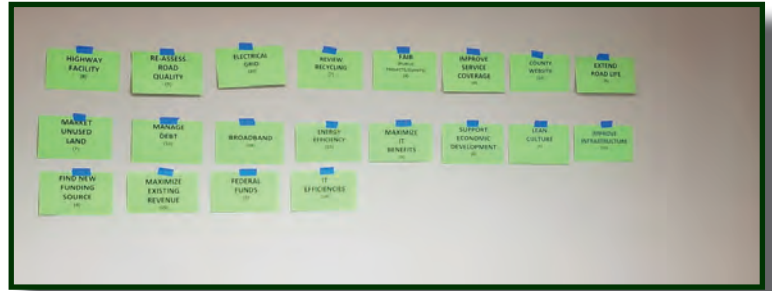 HIGHWAY
FACILITY
RE-ASSESS
ROAD
QUALITY
ELECTRICAL
GRID
REVIEW
RECYCLING
FAIR
IMPROVE
SERVICE
COVERAGE
COUNTY
WEBSITE
EXTEND
ROAD LIFE
MARKET
UNUSED
LAND
MANAGE
DEBT
BROADBAND
ENERGY
EFFICIENCY
MAXIMIZE
IT
BENEFITS
SUPPORT
ECONOMIC
DEVELOPMENT
LEAN
CULTURE
IMPROVE
INFRASTRUCTURE
FIND NEW
FUNDING
SOURCE
MAXIMIZE
EXISTING
REVENUE
FEDERAL
FUNDS
IT
EFFICIENCIES